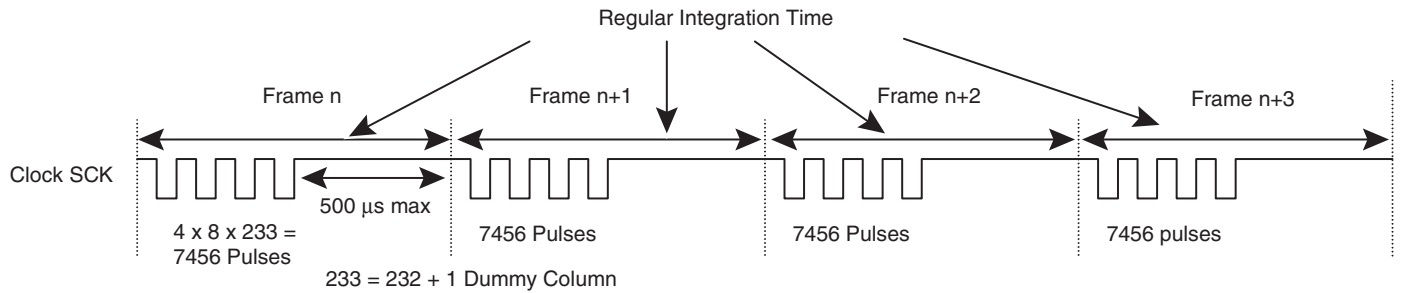 Regular Integration Time
Frame n
Frame n+1
Frame n+2
Frame n+3
Clock SCK
500 μs max
4 x 8 x 233 =
7456 Pulses
7456 Pulses
7456 Pulses
7456 pulses
233 = 232 + 1 Dummy Column